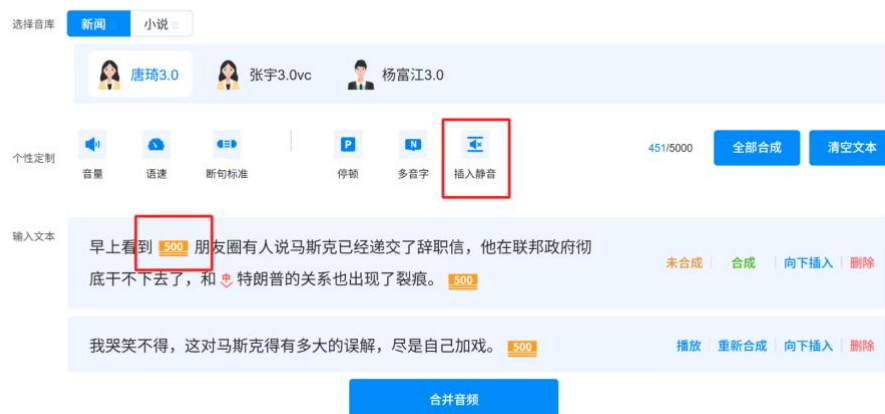 选择音库
新闻
小说
唐琦3.0
张宇3.0vc
杨富江3.0
个性定制
音量
语速
断句标准
P
停顿
N
多音字
插入静音
451/5000
全部合成
清空文本
输入文本
早上看到 500 朋友圈有人说马斯克已经递交了辞职信，他在联邦政府彻
底干不下去了，和 特朗普的关系也出现了裂痕。 500
未合成
合成
向下插入
删除
我哭笑不得，这对马斯克得有多大的误解，尽是自己加戏。 500
播放
重新合成
向下插入
删除
合并音频